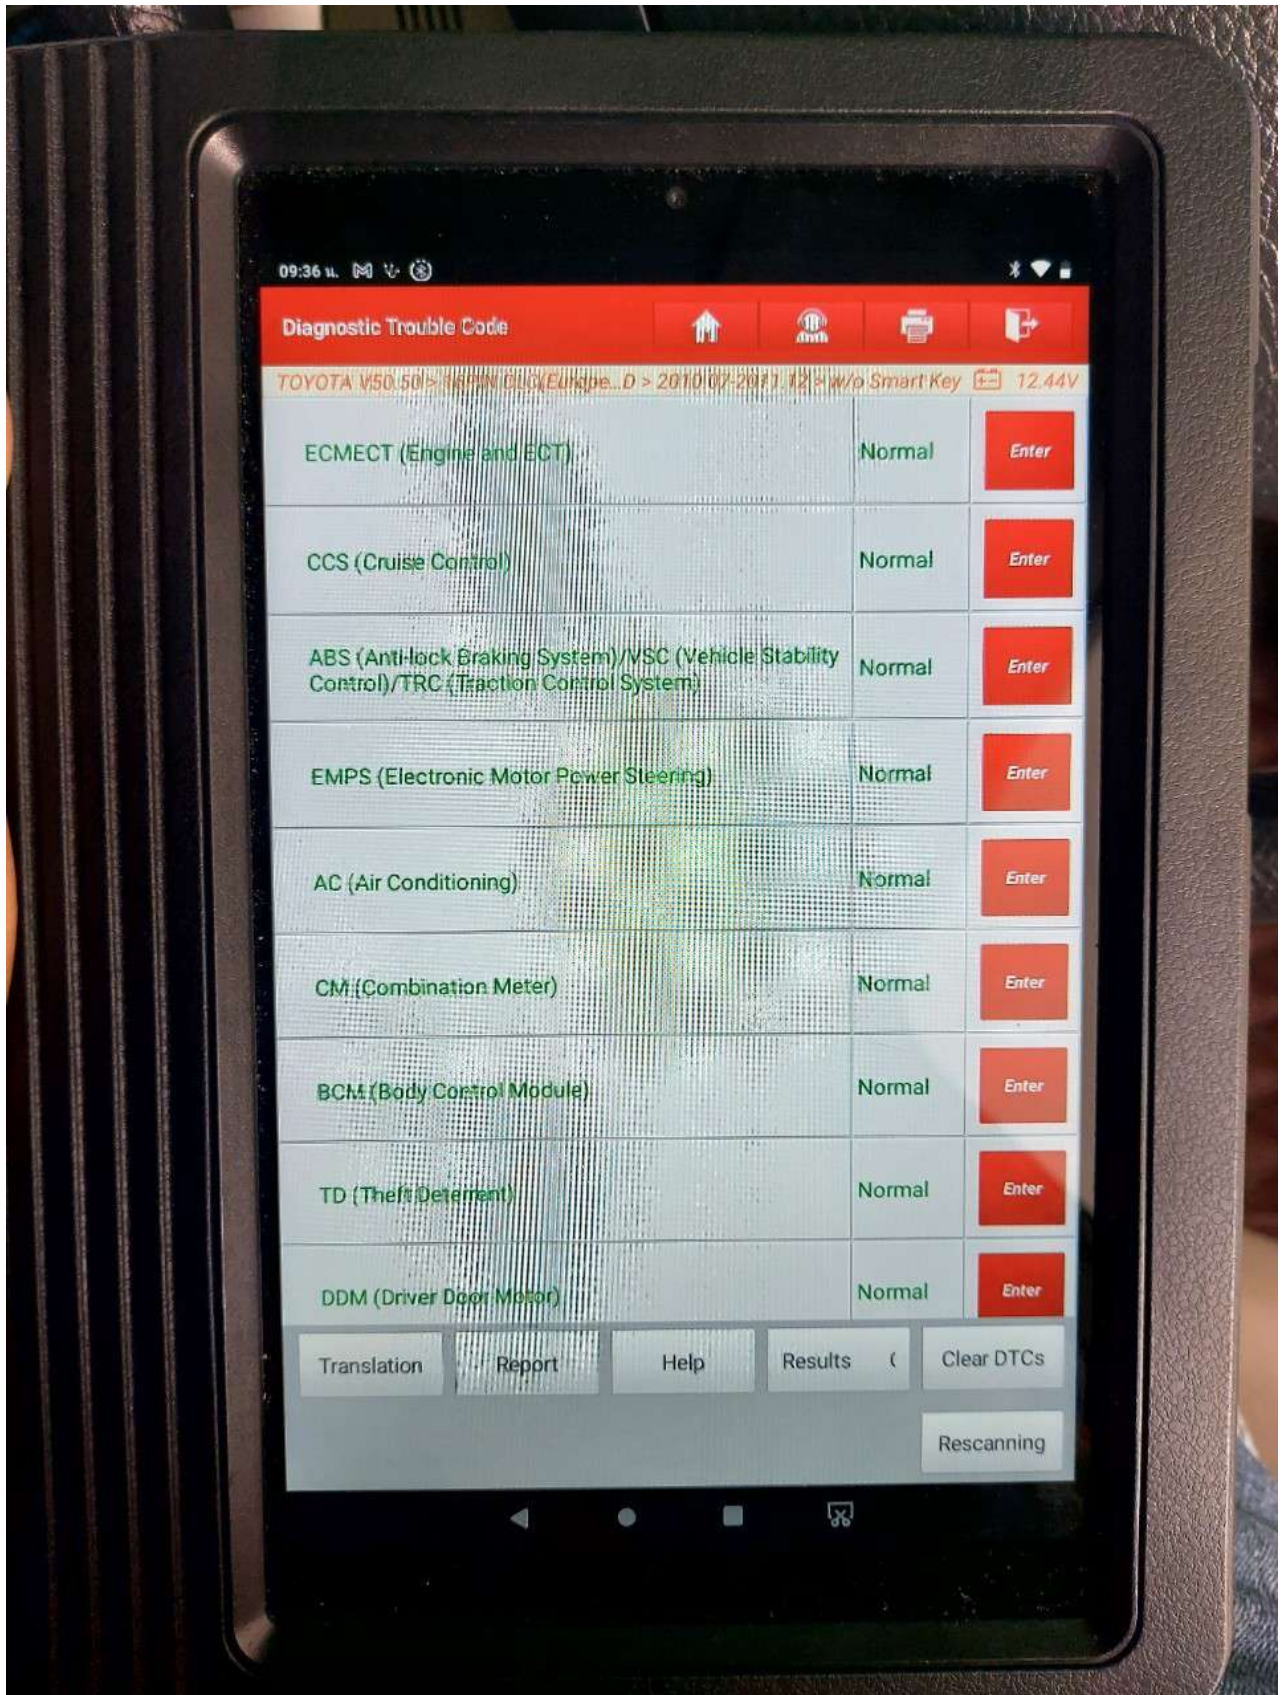 09:36 น.
Diagnostic Trouble Code
TOYOTA V50.50 > 16PIN DLC(Europe...D > 2010.07-2011.12 > w/o Smart Key 12.44V
ECMECT (Engine and ECT) Normal Enter
CCS (Cruise Control) Normal Enter
ABS (Anti-lock Braking System)/VSC (Vehicle Stability
Control)/TRC (Traction Control System) Normal Enter
EMPS (Electronic Motor Power Steering) Normal Enter
AC (Air Conditioning) Normal Enter
CM (Combination Meter) Normal Enter
BCM (Body Control Module) Normal Enter
TD (Theft Deterrent) Normal Enter
DDM (Driver Door Motor) Normal Enter
Translation Report Help Results ( Clear DTCs
Rescanning